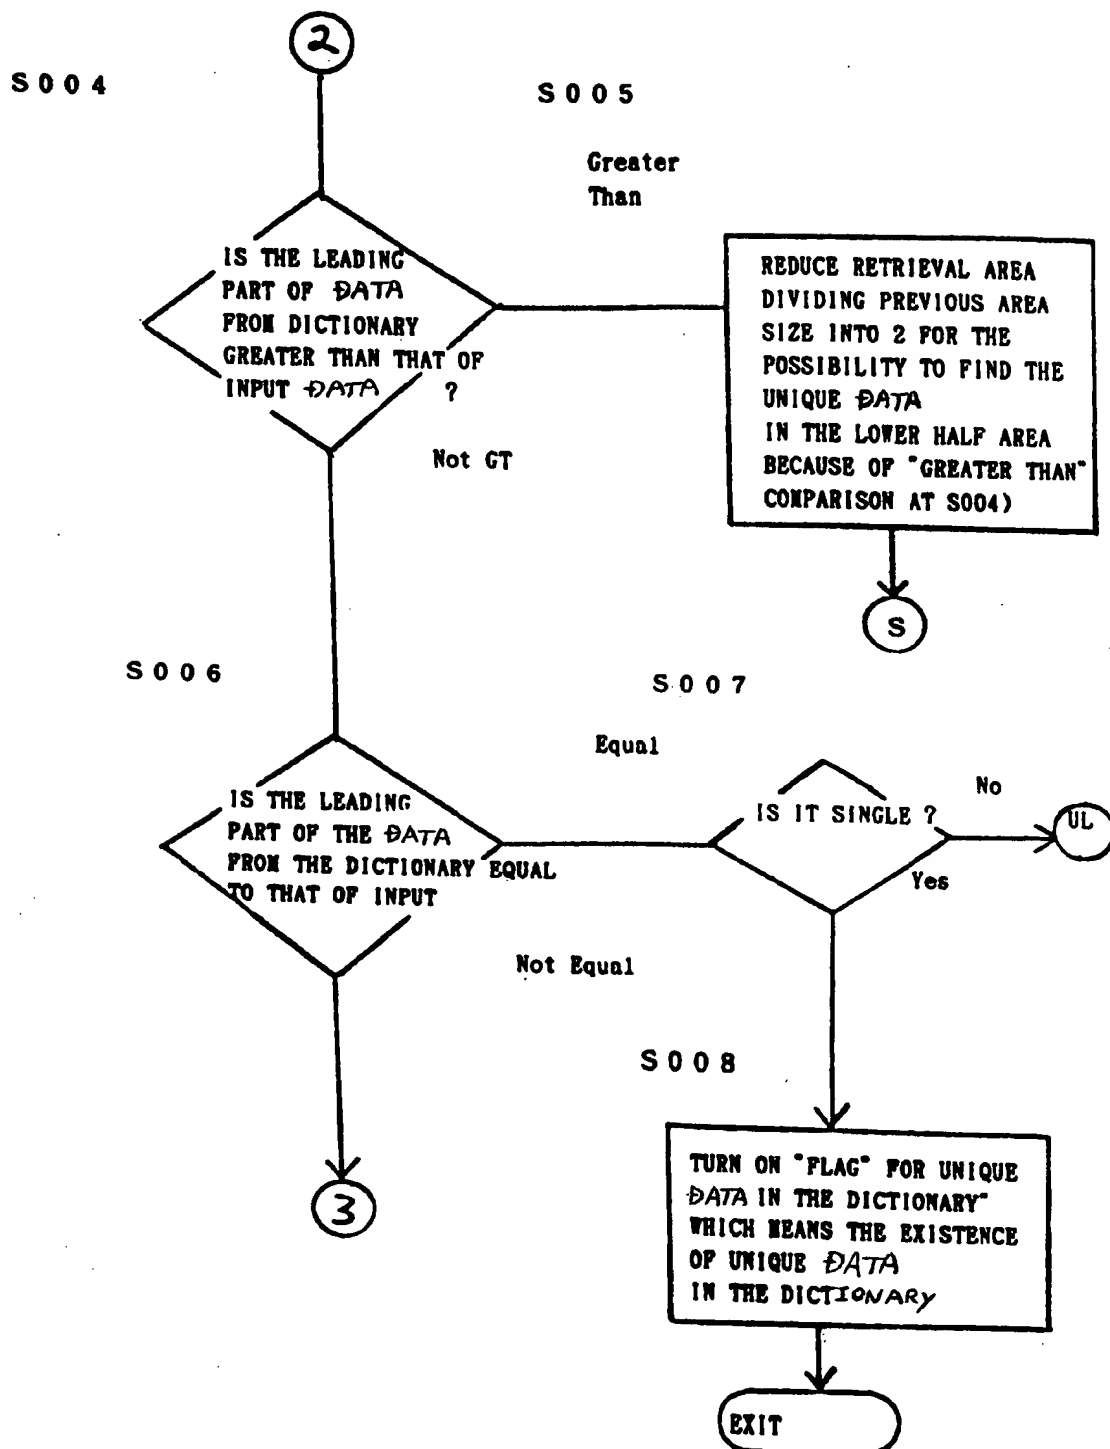 2
S004
S005
Greater
Than
IS THE LEADING
PART OF DATA
FROM DICTIONARY
GREATER THAN THAT OF
INPUT DATA ?
REDUCE RETRIEVAL AREA
DIVIDING PREVIOUS AREA
SIZE INTO 2 FOR THE
POSSIBILITY TO FIND THE
UNIQUE DATA
IN THE LOWER HALF AREA
BECAUSE OF "GREATER THAN"
COMPARISON AT S004)
Not GT
S
S006
S007
Equal
IS THE LEADING
PART OF THE DATA
FROM THE DICTIONARY EQUAL
TO THAT OF INPUT
IS IT SINGLE ?
No
UL
Yes
Not Equal
S008
3
TURN ON "FLAG" FOR UNIQUE
DATA IN THE DICTIONARY"
WHICH MEANS THE EXISTENCE
OF UNIQUE DATA
IN THE DICTIONARY
EXIT